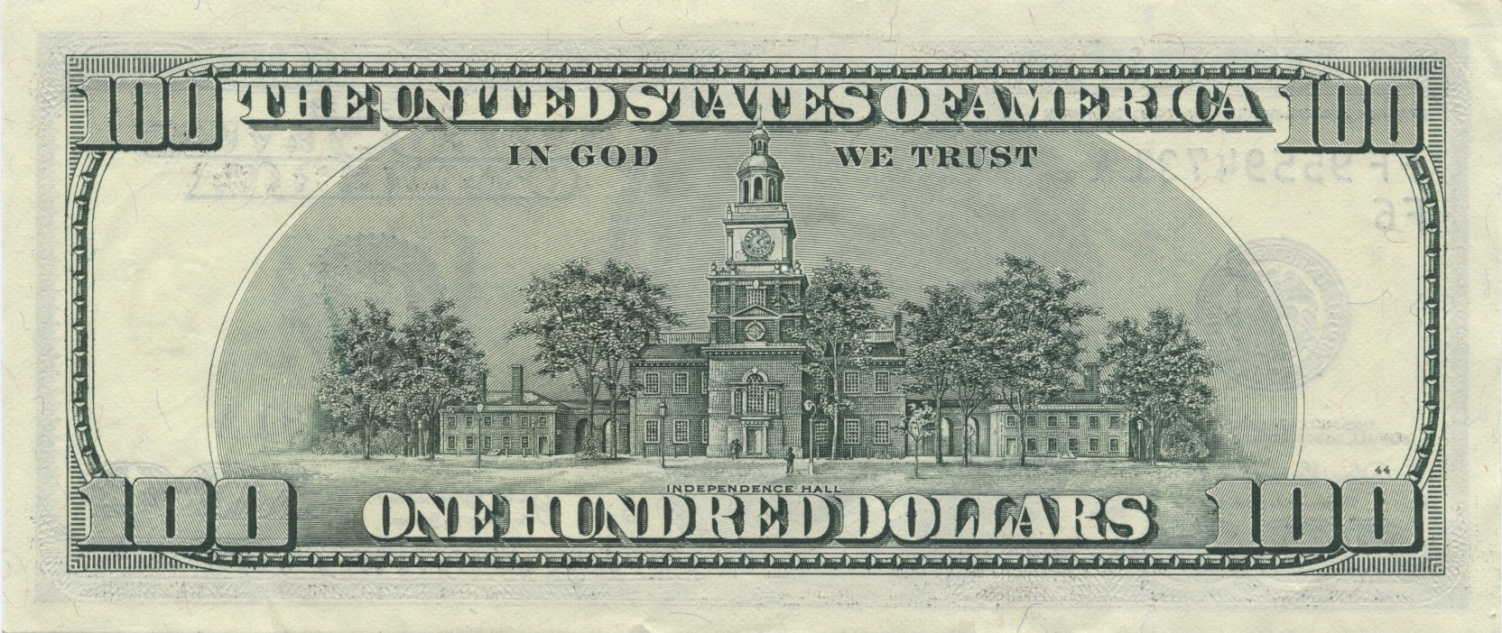 100 THE UNITED STATES OF AMERICA 100
IN GOD WE TRUST
44
INDEPENDENCE HALL
100 ONE HUNDRED DOLLARS 100